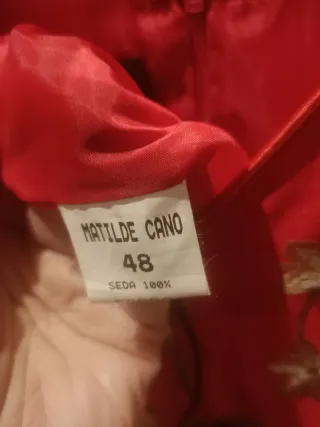 MATILDE CANO
48
SEDA 100%